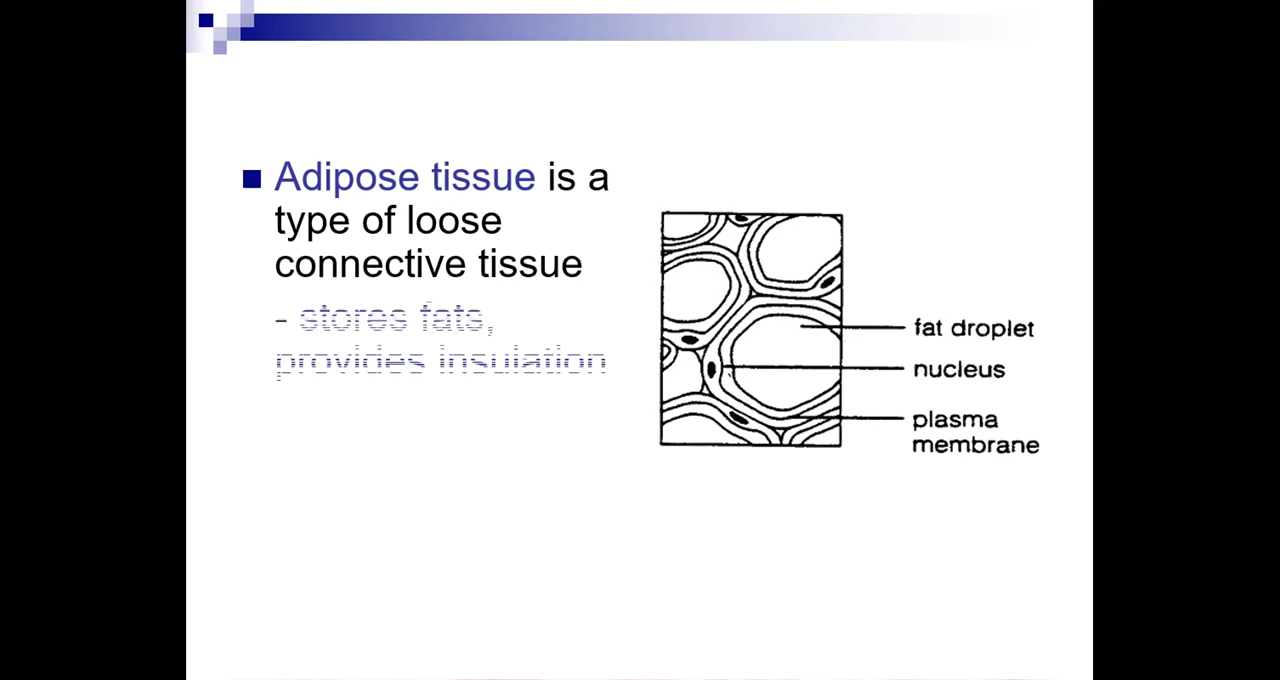 Adipose tissue is a
type of loose
connective tissue
- stores fats,
provides insulation
fat droplet
nucleus
plasma
membrane